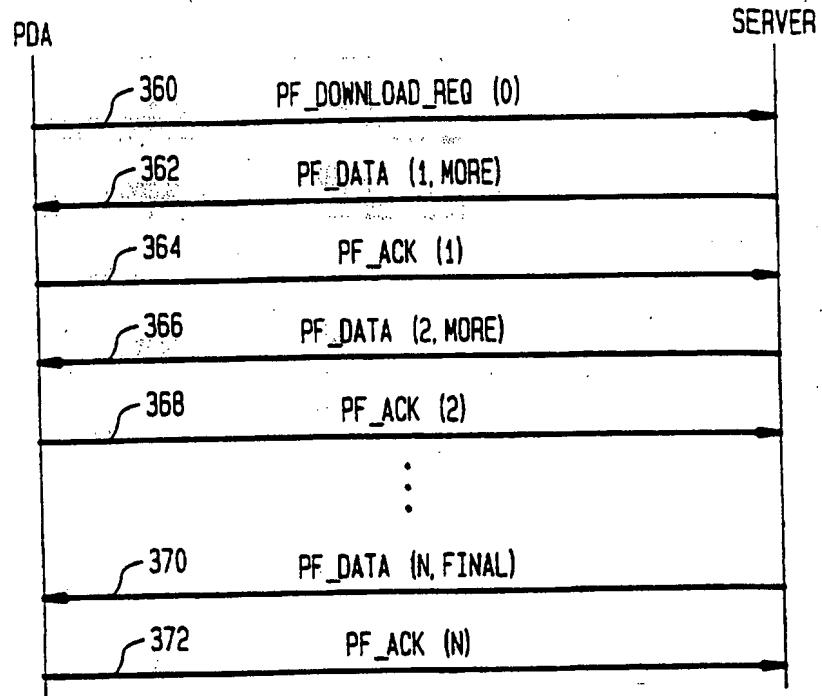 PDA SERVER
360 PF_DOWNLOAD_REQ (0)
362 PF_DATA (1, MORE)
364 PF_ACK (1)
366 PF_DATA (2, MORE)
368 PF_ACK (2)
370 PF_DATA (N, FINAL)
372 PF_ACK (N)